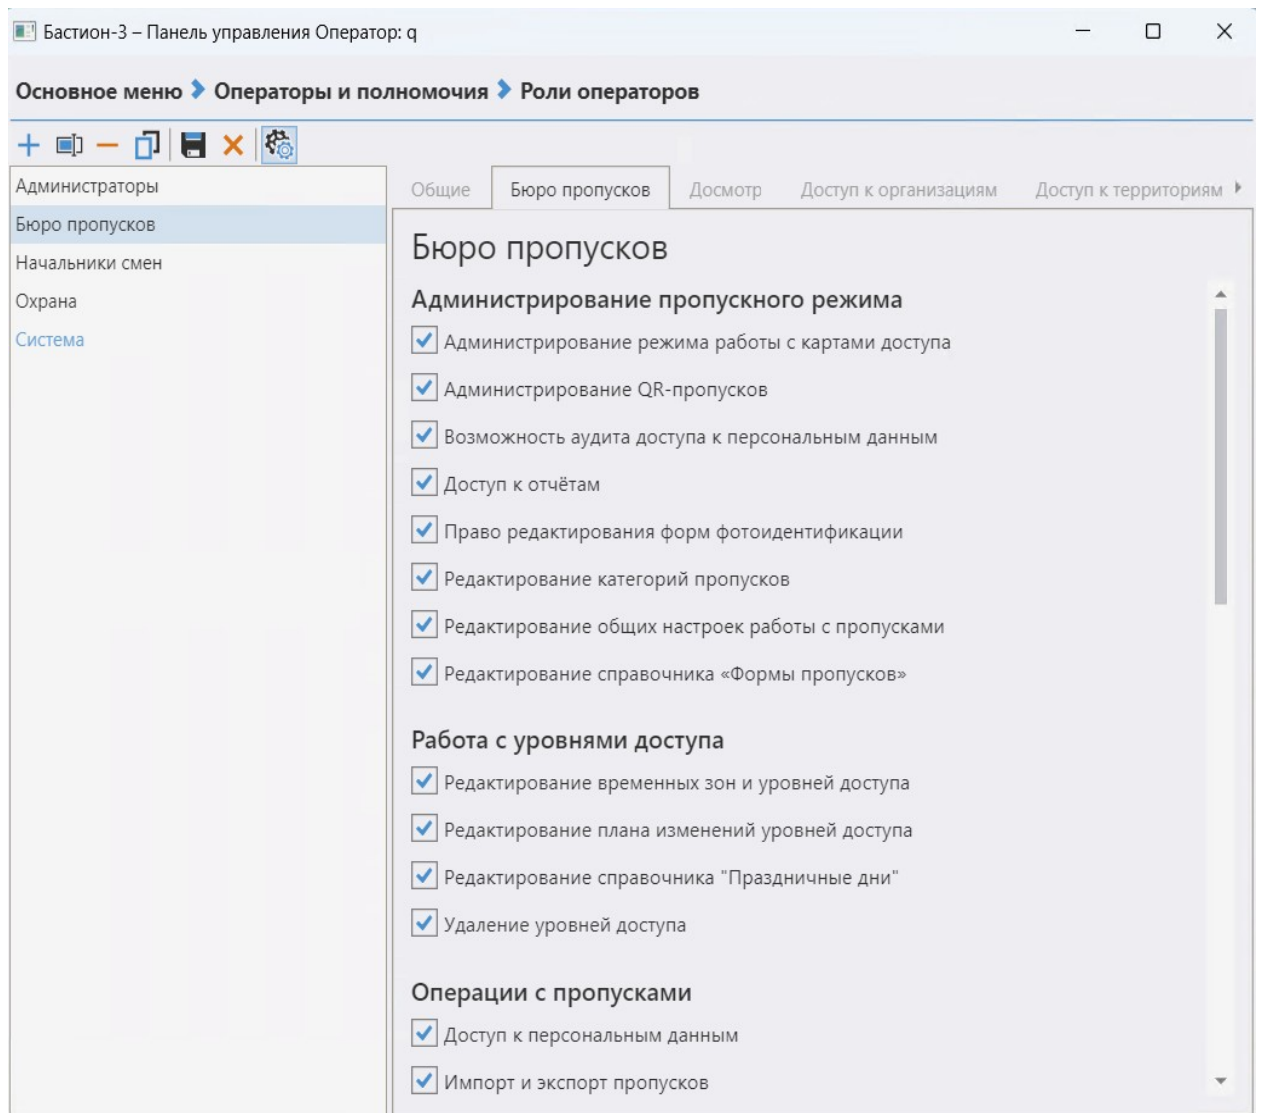 Бастион-3 – Панель управления Оператор: q
Основное меню Операторы и полномочия Роли операторов
Администраторы
Бюро пропусков
Начальники смен
Охрана
Система
Общие Бюро пропусков Досмотр Доступ к организациям Доступ к территориям
Бюро пропусков
Администрирование пропускного режима
Администрирование режима работы с картами доступа
Администрирование QR-пропусков
Возможность аудита доступа к персональным данным
Доступ к отчётам
Право редактирования форм фотоидентификации
Редактирование категорий пропусков
Редактирование общих настроек работы с пропусками
Редактирование справочника «Формы пропусков»
Работа с уровнями доступа
Редактирование временных зон и уровней доступа
Редактирование плана изменений уровней доступа
Редактирование справочника "Праздничные дни"
Удаление уровней доступа
Операции с пропусками
Доступ к персональным данным
Импорт и экспорт пропусков